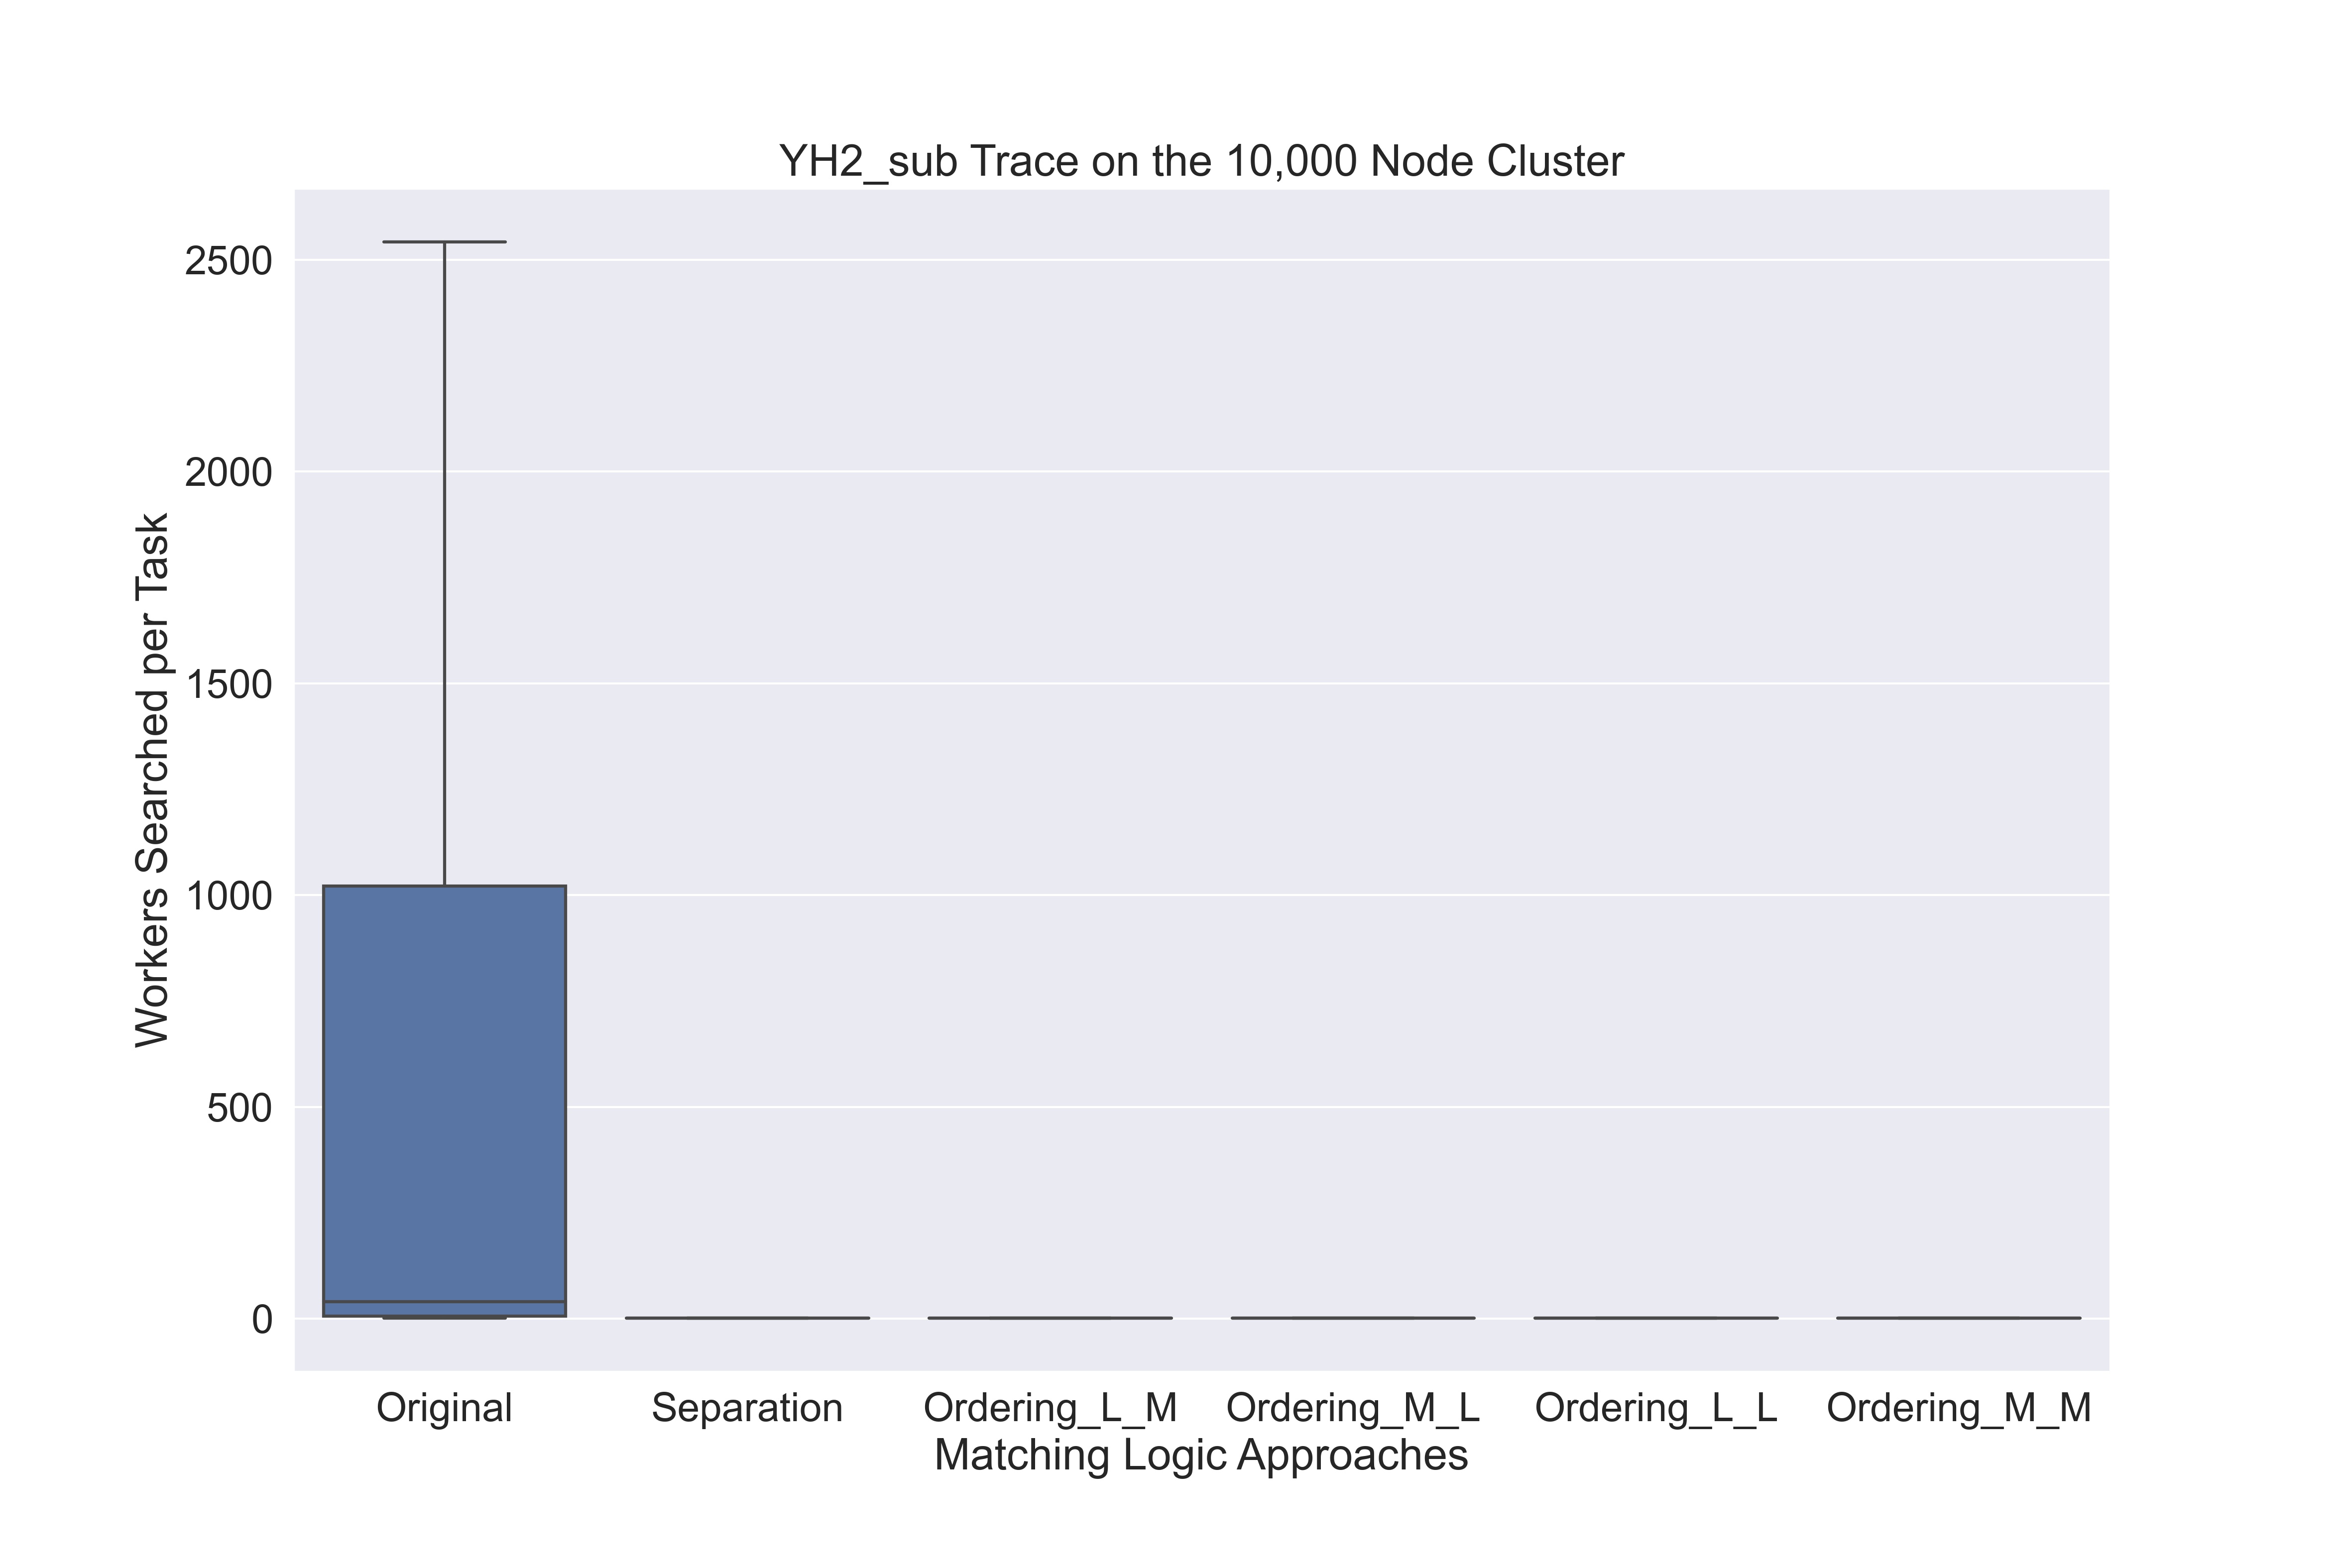 YH2_sub Trace on the 10,000 Node Cluster
Workers Searched per Task
2500
2000
1500
1000
500
0
Original Separation Ordering_L_M Ordering_M_L Ordering_L_L Ordering_M_M
Matching Logic Approaches